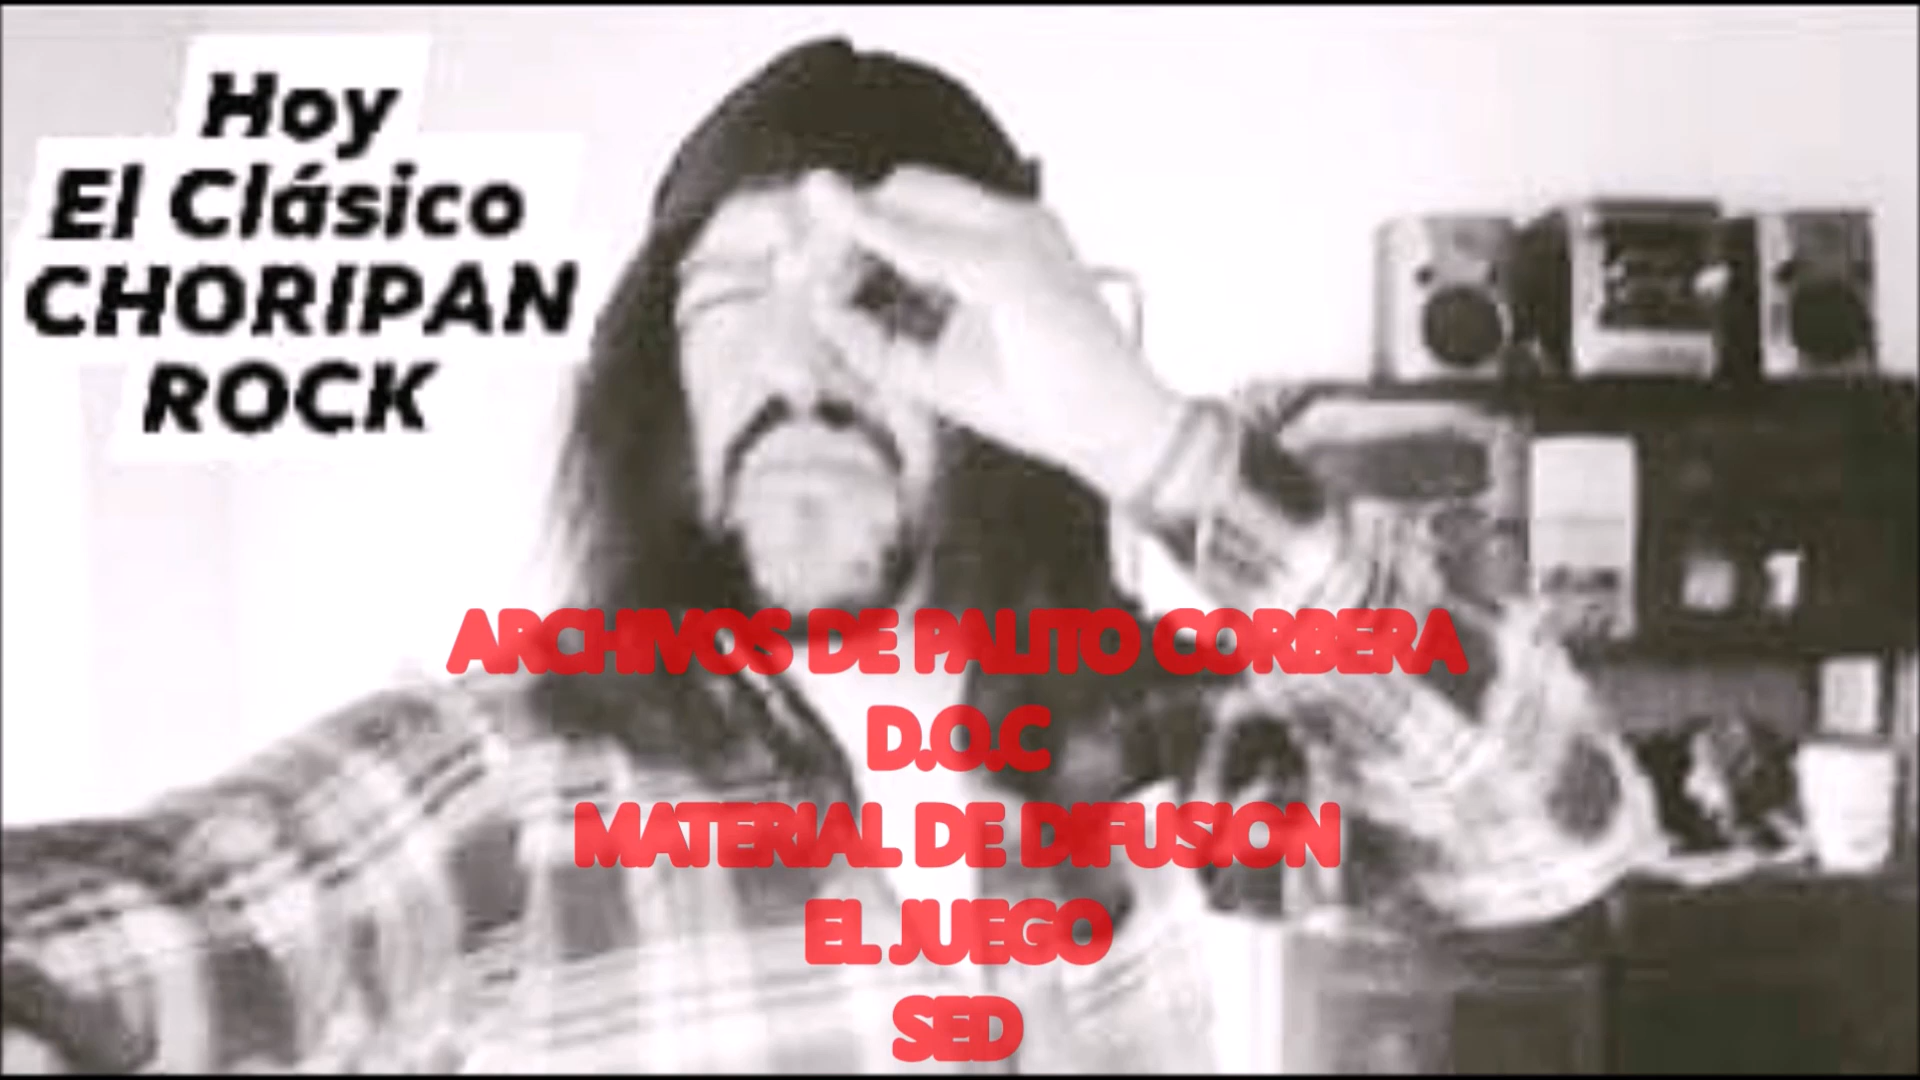 Hoy
El Clásico
CHORIPAN
ROCK
ARCHIVOS DE PALITO CORBERA
D.O.C
MATERIAL DE DIFUSION
EL JUEGO
SED